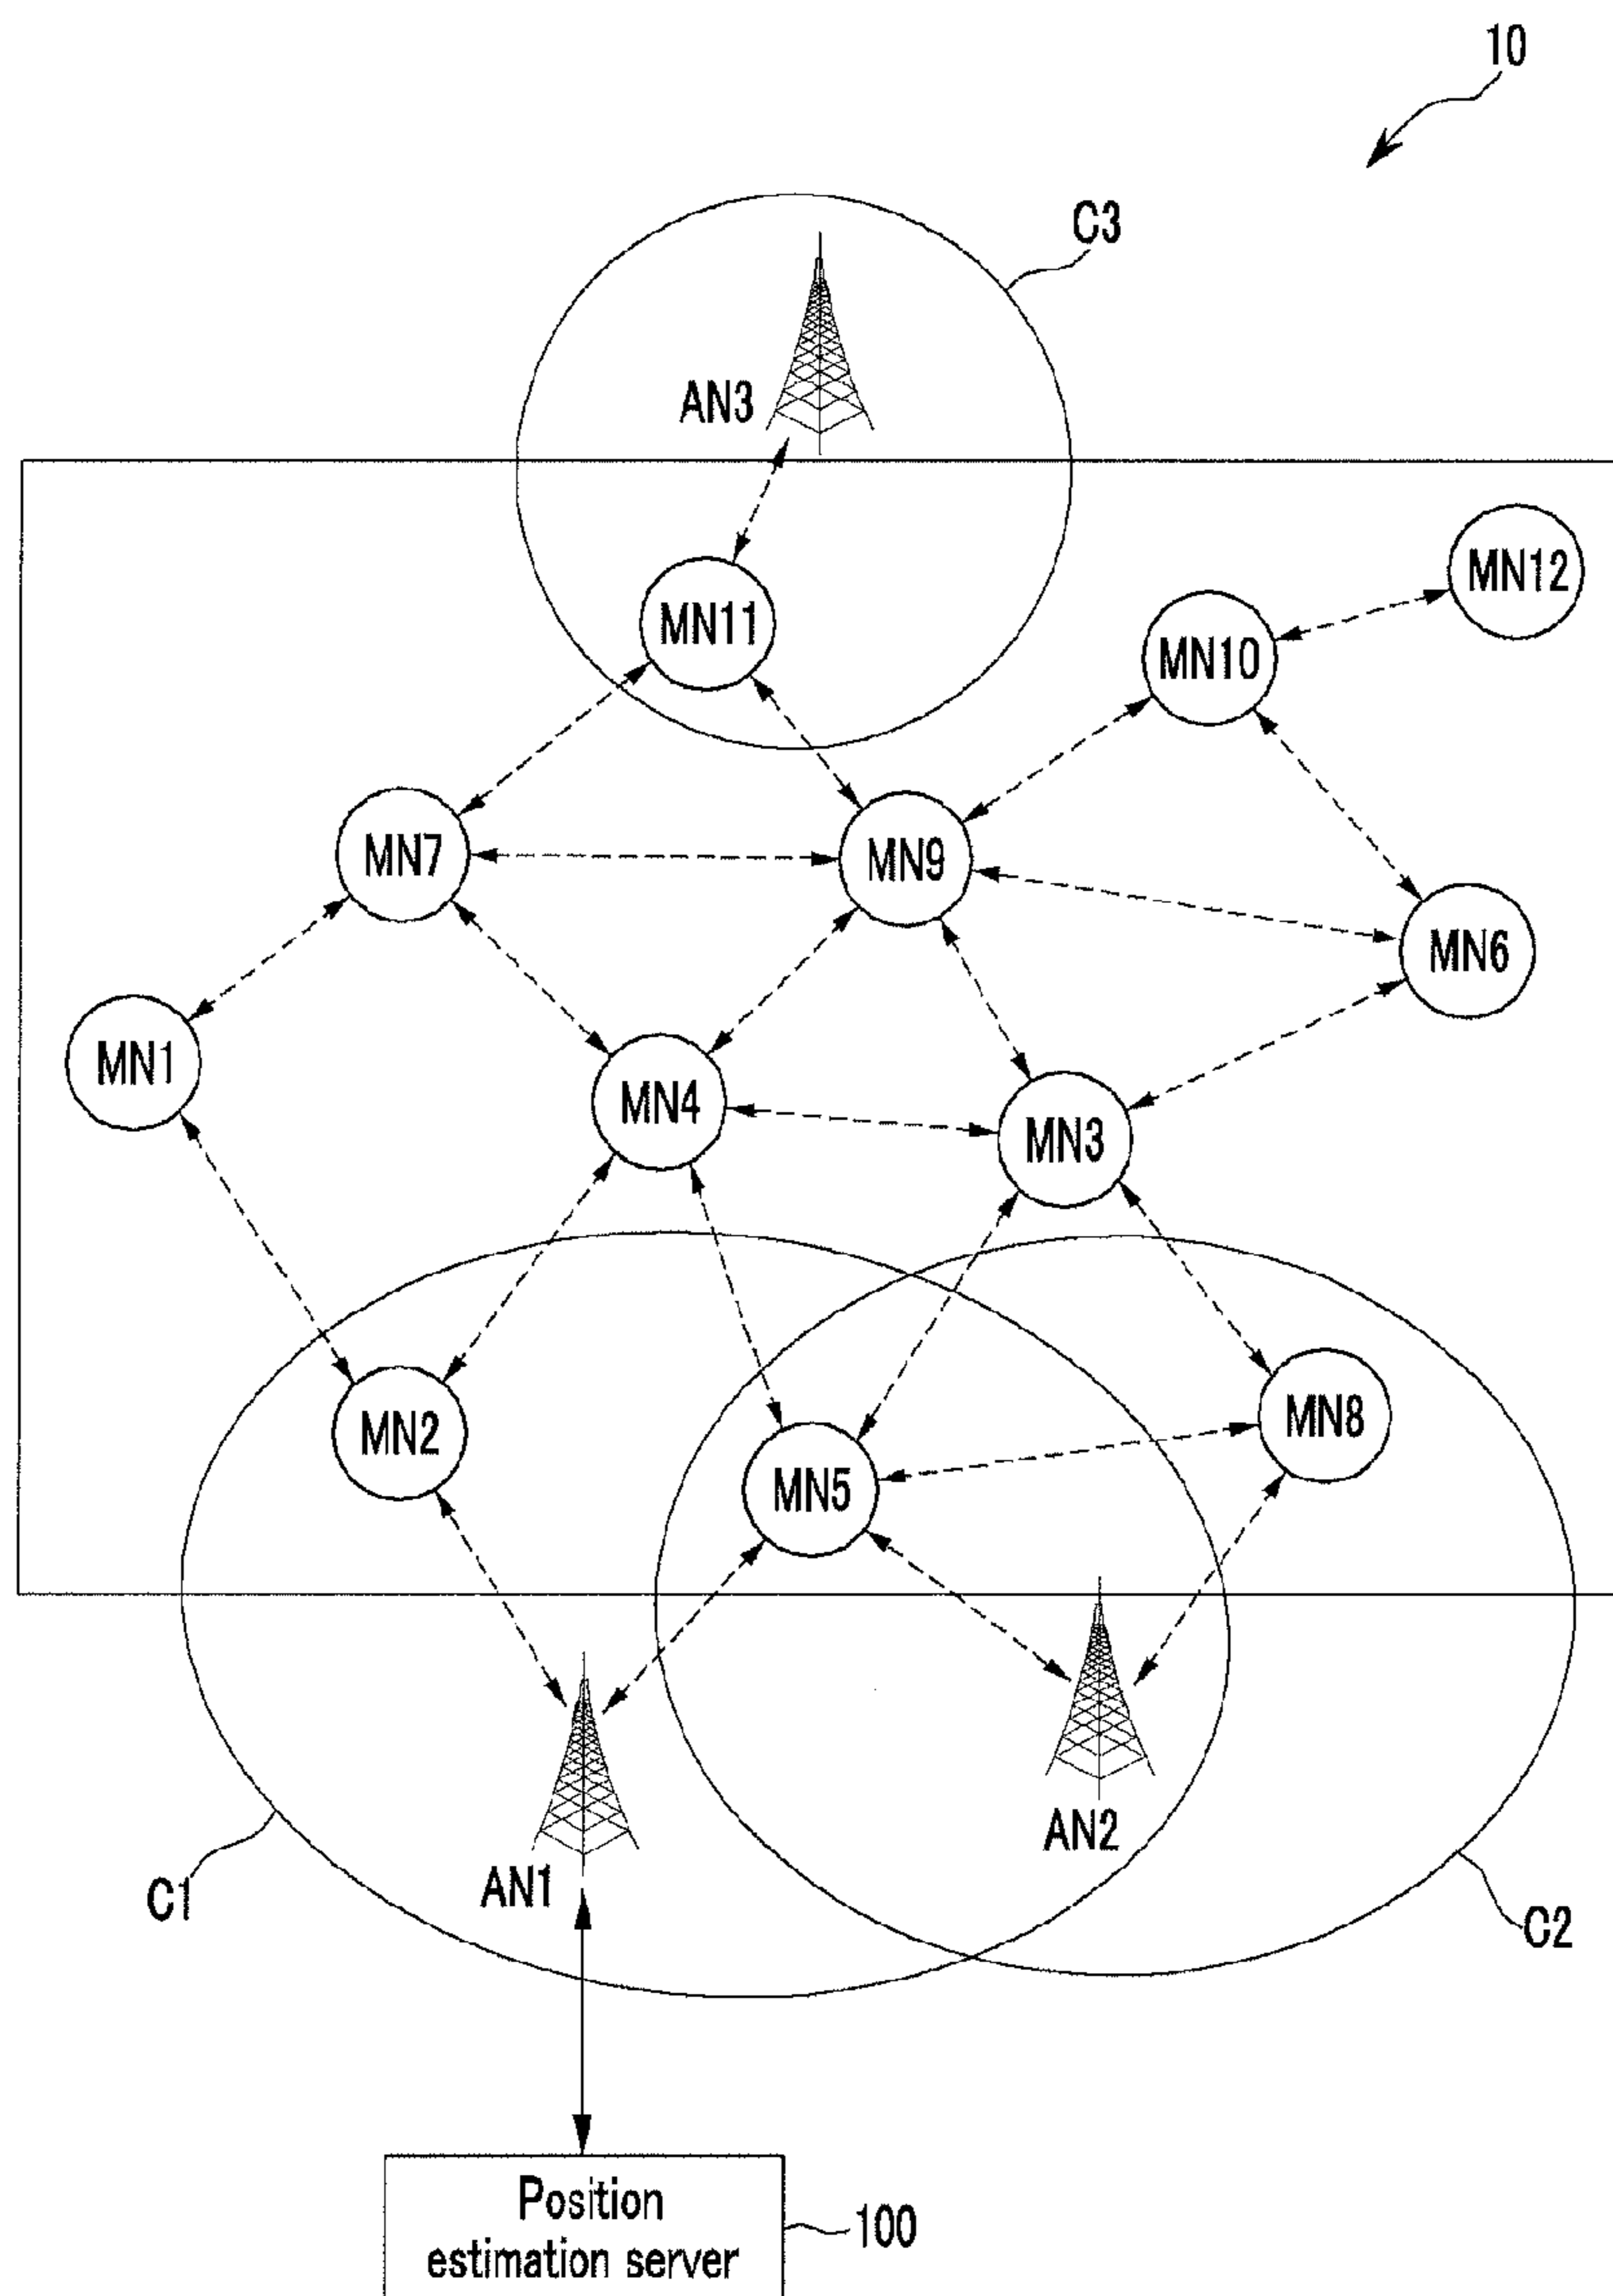 10
C3
AN3
MN12
MN11
MN10
MN7
MN9
MN6
MN1
MN4
MN3
MN2
MN8
MN5
AN2
AN1
C1
C2
Position
estimation server
100